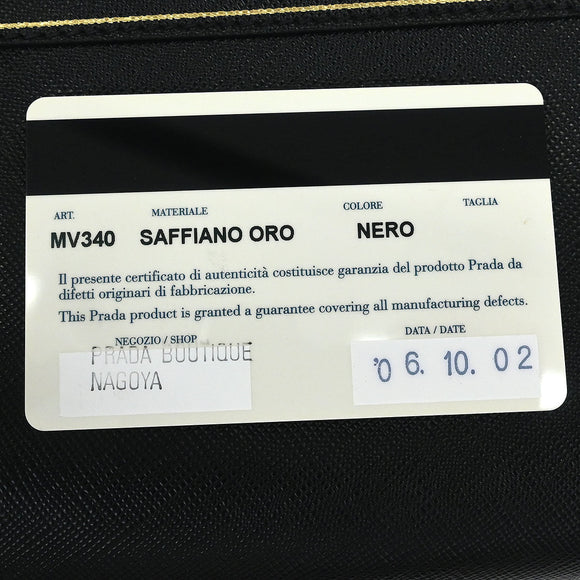 ART. MATERIALE COLORE TAGLIA
MV340 SAFFIANO ORO NERO
Il presente certificato di autenticità costituisce garanzia del prodotto Prada da
difetti originari di fabbricazione.
This Prada product is granted a guarantee covering all manufacturing defects.
NEGOZIO / SHOP DATA / DATE
PRADA BOUTIQUE
NAGOYA
'06.10.02